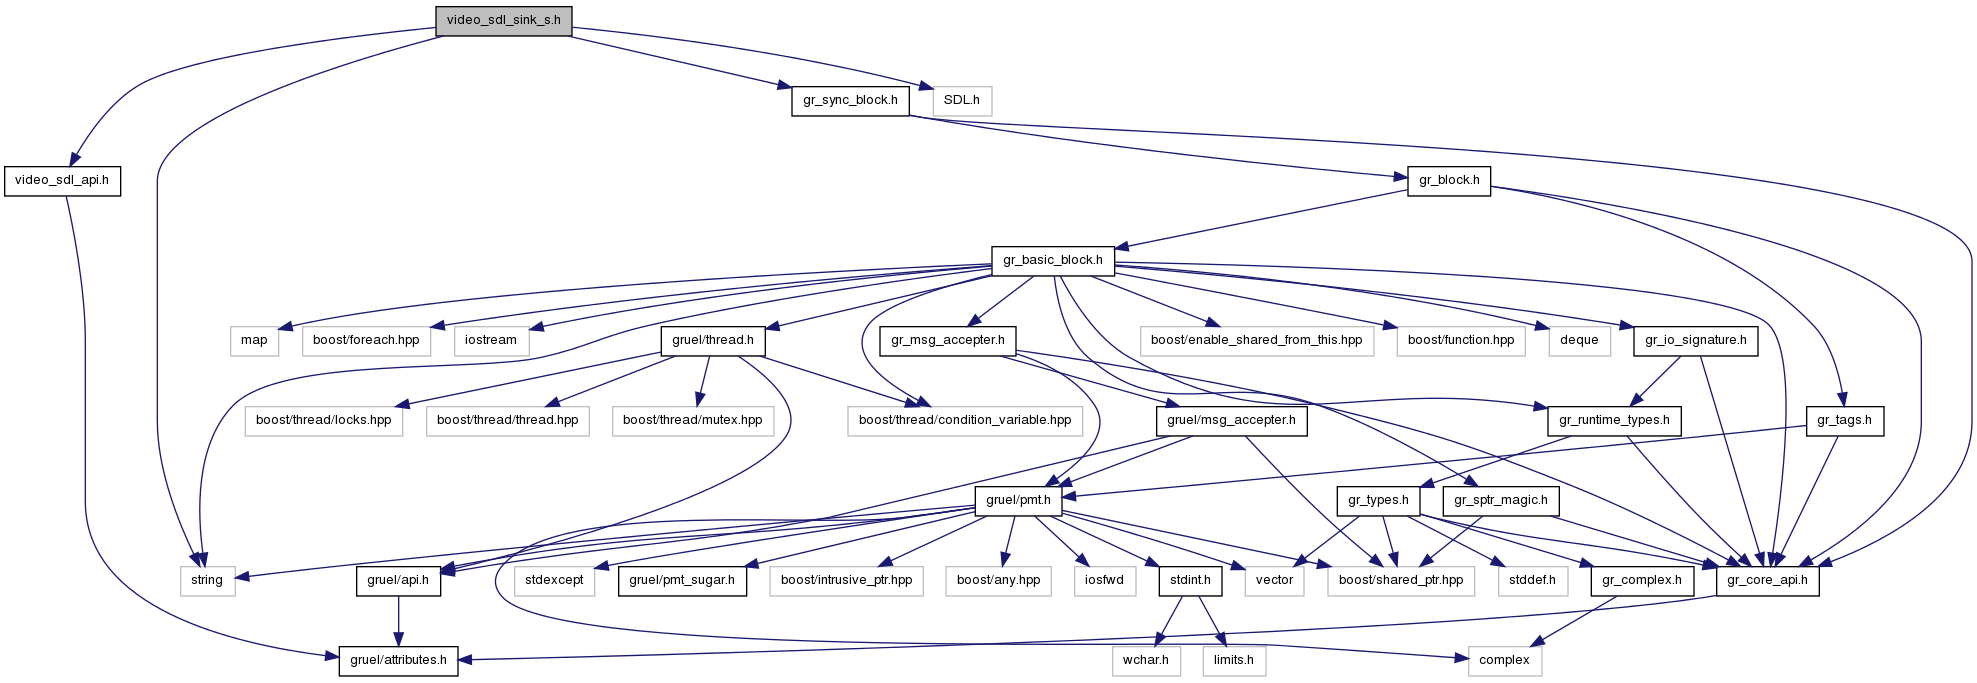 video_sdl_sink_s.h
gr_sync_block.h
SDL.h
video_sdl_api.h
gr_block.h
gr_basic_block.h
map
boost/foreach.hpp
iostream
gruel/thread.h
gr_msg_accepter.h
boost/enable_shared_from_this.hpp
boost/function.hpp
deque
gr_io_signature.h
boost/thread/locks.hpp
boost/thread/thread.hpp
boost/thread/mutex.hpp
boost/thread/condition_variable.hpp
gruel/msg_accepter.h
gr_runtime_types.h
gr_tags.h
gruel/pmt.h
gr_types.h
gr_sptr_magic.h
string
gruel/api.h
stdexcept
gruel/pmt_sugar.h
boost/intrusive_ptr.hpp
boost/any.hpp
iosfwd
stdint.h
vector
boost/shared_ptr.hpp
stddef.h
gr_complex.h
gr_core_api.h
gruel/attributes.h
wchar.h
limits.h
complex